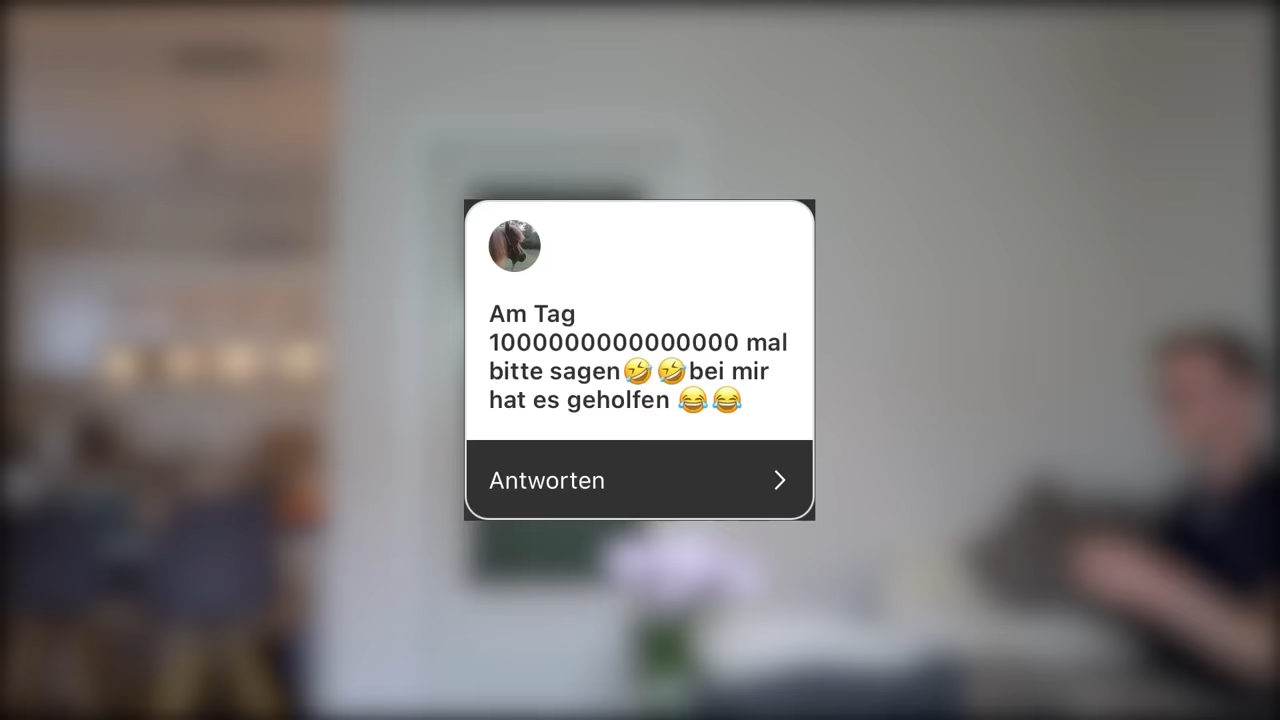 Am Tag
1000000000000000 mal
bitte sagen🤣🤣bei mir
hat es geholfen 😂😂
Antworten